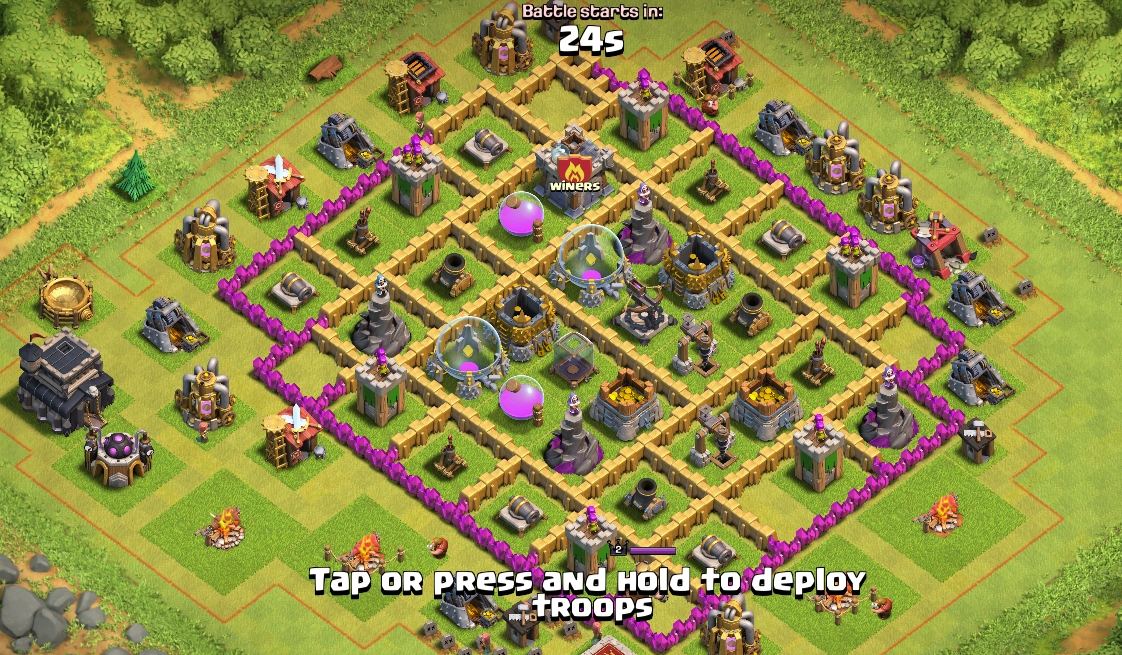 Battle starts in:
24s
WINERS
2
Tap or press and hold to deploy
troops